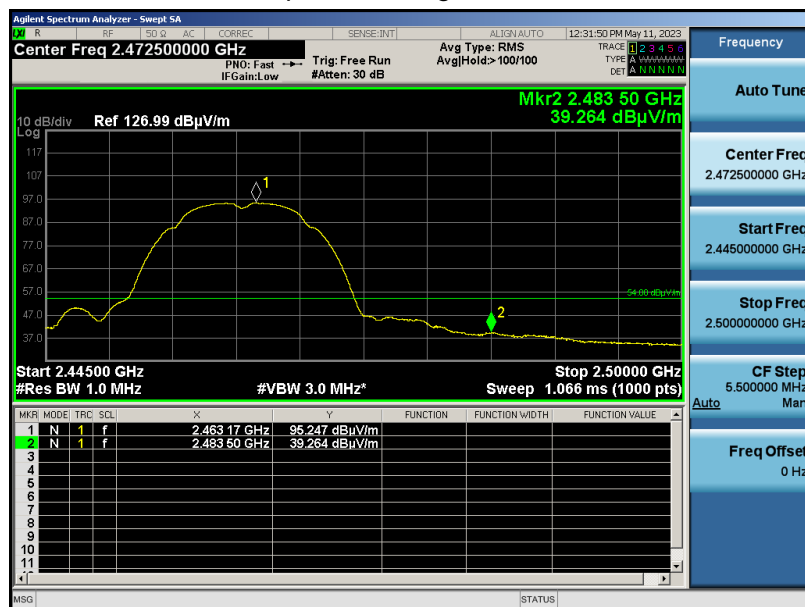 Agilent Spectrum Analyzer - Swept SA
LXI R RF 50 Ω AC CORREC SENSE:INT ALIGN AUTO 12:31:50 PM May 11, 2023
Center Freq 2.472500000 GHz
PNO: Fast
IFGain:Low
Trig: Free Run
#Atten: 30 dB
Avg Type: RMS
Avg|Hold:>100/100
TRACE 1 2 3 4 5 6
TYPE A
DET A N N N N N
Mkr2 2.483 50 GHz
39.264 dBµV/m
10 dB/div Ref 126.99 dBµV/m
Log
117
107
97.0
87.0
77.0
67.0
57.0
47.0
37.0
1
54.00 dBµV/m
2
Start 2.44500 GHz Stop 2.50000 GHz
#Res BW 1.0 MHz #VBW 3.0 MHz* Sweep 1.066 ms (1000 pts)
MKR MODE TRC SCL X Y FUNCTION FUNCTION WIDTH FUNCTION VALUE
1 N 1 f 2.463 17 GHz 95.247 dBµV/m
2 N 1 f 2.483 50 GHz 39.264 dBµV/m
3
4
5
6
7
8
9
10
11
MSG STATUS
Frequency
Auto Tune
Center Freq
2.472500000 GHz
Start Freq
2.445000000 GHz
Stop Freq
2.500000000 GHz
CF Step
5.500000 MHz
Auto Man
Freq Offset
0 Hz